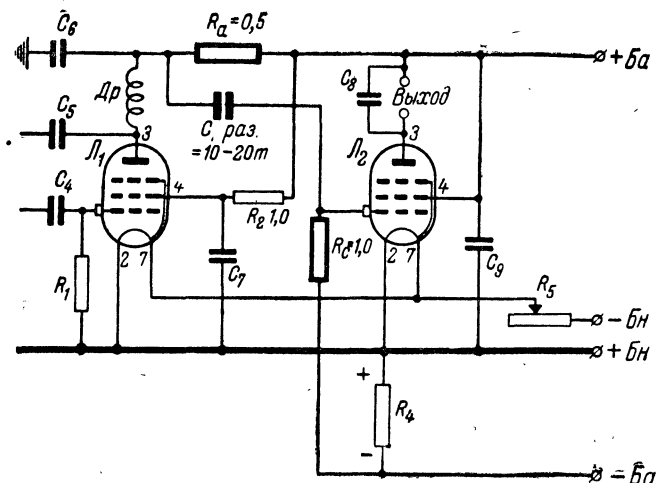 C₆
Rₐ=0,5
+ Ба
Др
C₈
Выход
C₅
C, раз.
=10-20т
3
3
Л₁
Л₂
4
4
C₄
R₂ 1,0
R₁
2
7
C₇
Rс=1,0
2
7
C₉
R₅
- Бн
+ Бн
+
R₄
-
- Ба